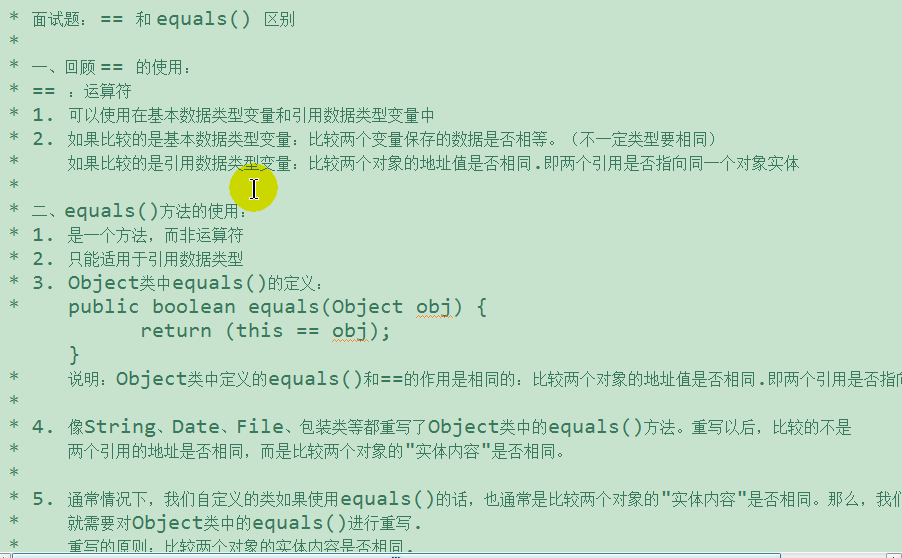 * 面试题: == 和 equals() 区别
*
* 一、回顾 == 的使用:
* == : 运算符
* 1. 可以使用在基本数据类型变量和引用数据类型变量中
* 2. 如果比较的是基本数据类型变量: 比较两个变量保存的数据是否相等。(不一定类型要相同)
*    如果比较的是引用数据类型变量: 比较两个对象的地址值是否相同.即两个引用是否指向同一个对象实体
*
* 二、equals()方法的使用:
* 1. 是一个方法, 而非运算符
* 2. 只能适用于引用数据类型
* 3. Object类中equals()的定义:
*    public boolean equals(Object obj) {
           return (this == obj);
     }
*    说明: Object类中定义的equals()和==的作用是相同的: 比较两个对象的地址值是否相同.即两个引用是否指
*
* 4. 像String、Date、File、包装类等都重写了Object类中的equals()方法。重写以后, 比较的不是
*    两个引用的地址是否相同, 而是比较两个对象的"实体内容"是否相同。
*
*
* 5. 通常情况下, 我们自定义的类如果使用equals()的话, 也通常是比较两个对象的"实体内容"是否相同。那么, 我们
*    就需要对Object类中的equals()进行重写.
*    重写的原则: 比较两个对象的实体内容是否相同.